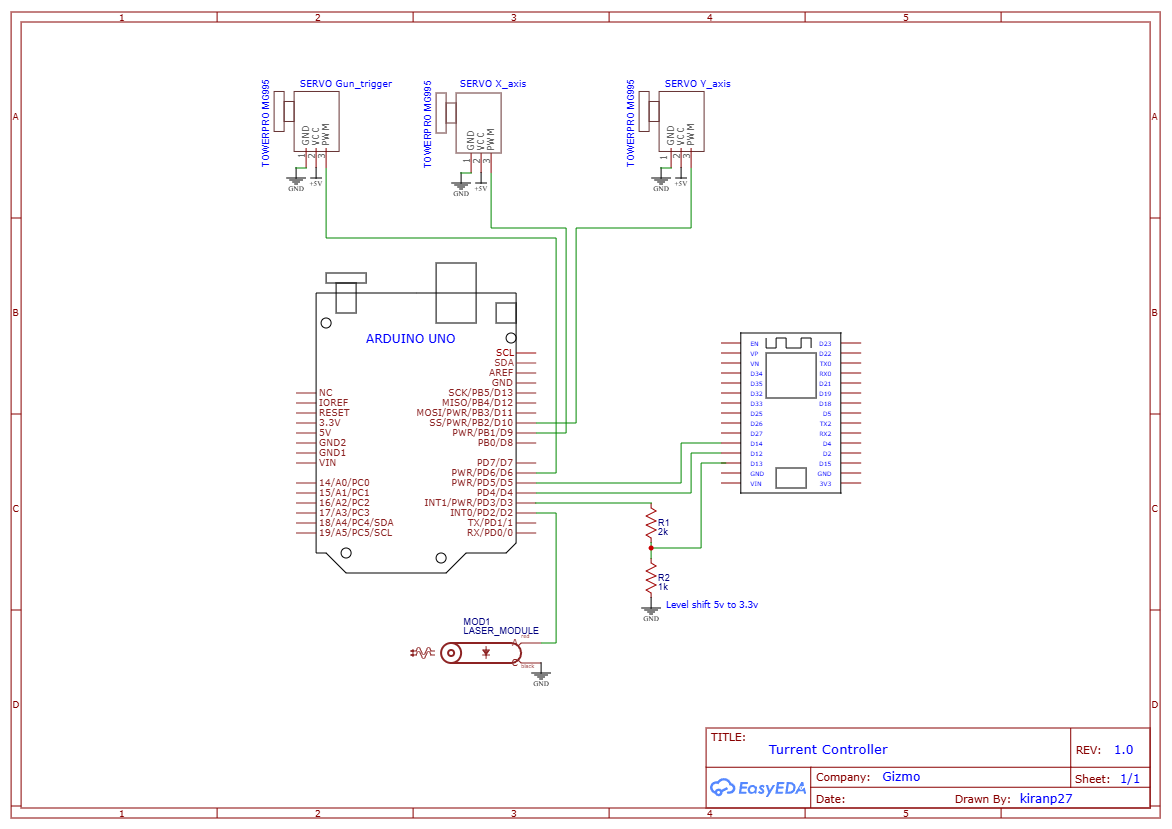 1 2 3 4 5
A
B
C
D
A
B
C
D
SERVO Gun_trigger
TOWERPRO MG995
GND
VCC
PWM
1
2
3
GND
+5V
SERVO X_axis
TOWERPRO MG995
GND
VCC
PWM
1
2
3
GND
+5V
SERVO Y_axis
TOWERPRO MG995
GND
VCC
PWM
1
2
3
GND
+5V
ARDUINO UNO
NC
IOREF
RESET
3.3V
5V
GND2
GND1
VIN
14/A0/PC0
15/A1/PC1
16/A2/PC2
17/A3/PC3
18/A4/PC4/SDA
19/A5/PC5/SCL
SCL
SDA
AREF
GND
SCK/PB5/D13
MISO/PB4/D12
MOSI/PWR/PB3/D11
SS/PWR/PB2/D10
PWR/PB1/D9
PB0/D8
PD7/D7
PWR/PD6/D6
PWR/PD5/D5
PD4/D4
INT1/PWR/PD3/D3
INT0/PD2/D2
TX/PD1/1
RX/PD0/0
EN
VP
VN
D34
D35
D32
D33
D25
D26
D27
D14
D12
D13
GND
VIN
D23
D22
TX0
RX0
D21
D19
D18
D5
TX2
RX2
D4
D2
D15
GND
3V3
R1
2k
R2
1k
Level shift 5v to 3.3v
GND
MOD1
LASER_MODULE
A red
C black
GND
TITLE:
Turrent Controller
REV: 1.0
EasyEDA
Company: Gizmo
Sheet: 1/1
Date:
Drawn By: kiranp27
1 2 3 4 5